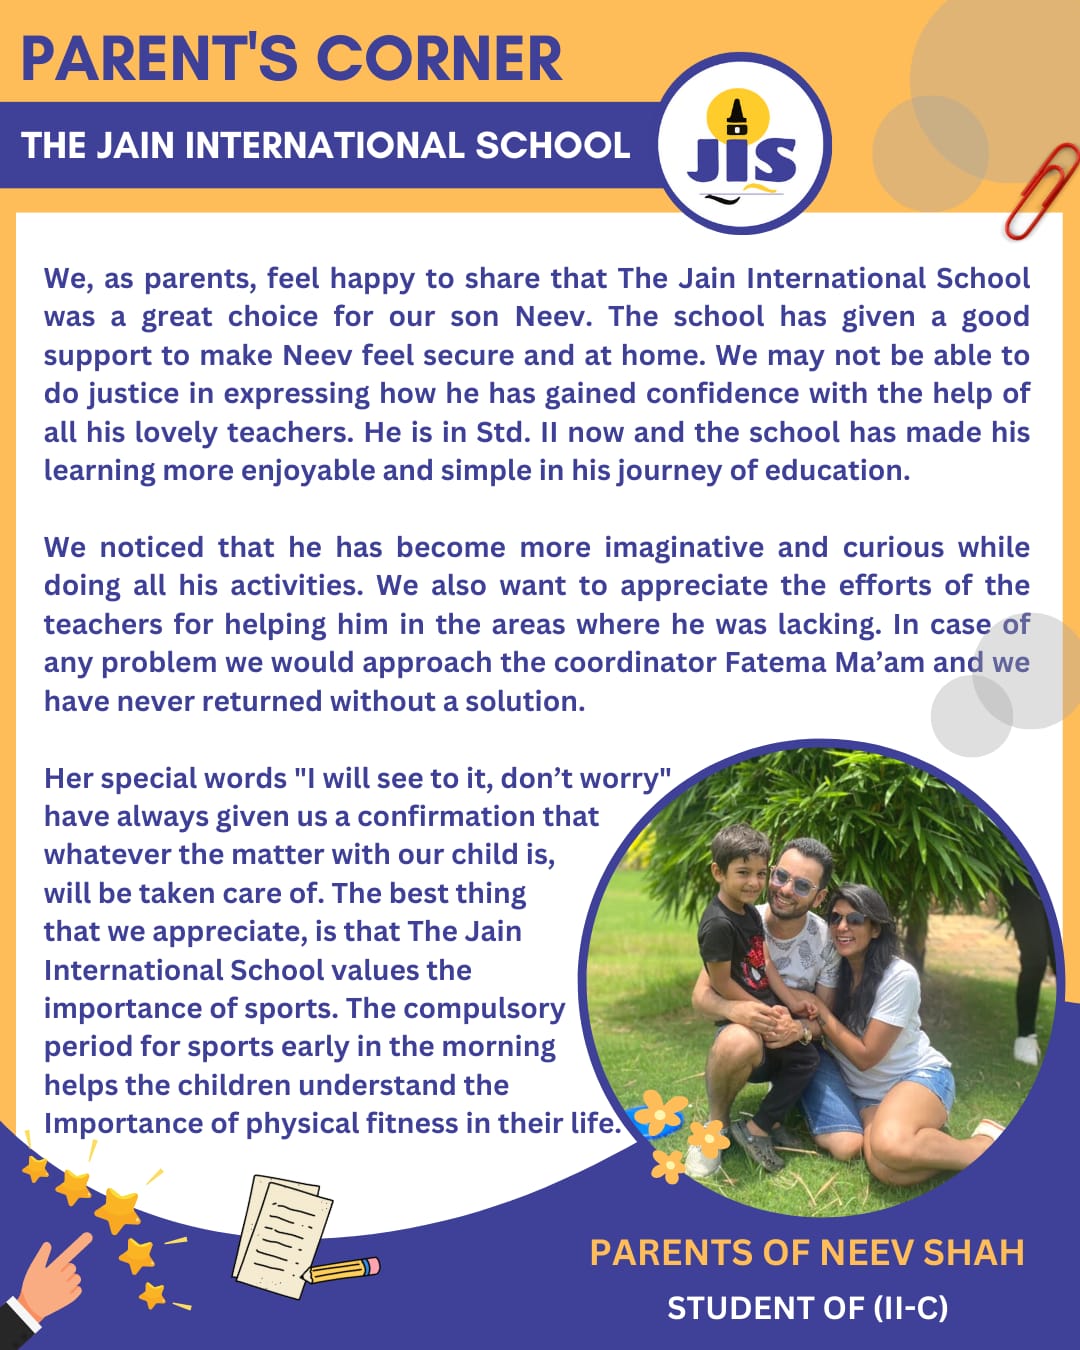 PARENT'S CORNER
THE JAIN INTERNATIONAL SCHOOL
JIS
We, as parents, feel happy to share that The Jain International School
was a great choice for our son Neev. The school has given a good
support to make Neev feel secure and at home. We may not be able to
do justice in expressing how he has gained confidence with the help of
all his lovely teachers. He is in Std. II now and the school has made his
learning more enjoyable and simple in his journey of education.
We noticed that he has become more imaginative and curious while
doing all his activities. We also want to appreciate the efforts of the
teachers for helping him in the areas where he was lacking. In case of
any problem we would approach the coordinator Fatema Ma’am and we
have never returned without a solution.
Her special words "I will see to it, don’t worry"
have always given us a confirmation that
whatever the matter with our child is,
will be taken care of. The best thing
that we appreciate, is that The Jain
International School values the
importance of sports. The compulsory
period for sports early in the morning
helps the children understand the
Importance of physical fitness in their life.
PARENTS OF NEEV SHAH
STUDENT OF (II-C)